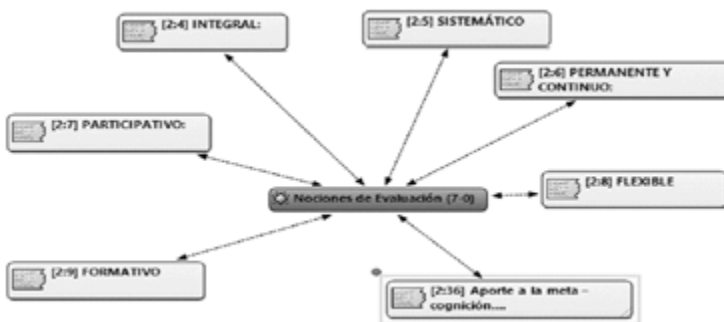 [2:4] INTEGRAL:
[2:5] SISTEMÁTICO
[2:6] PERMANENTE Y
CONTINUO:
[2:7] PARTICIPATIVO:
[2:8] FLEXIBLE
Nociones de Evaluación {7-0}
[2:9] FORMATIVO
[2:36] Aporte a la meta –
cognición....